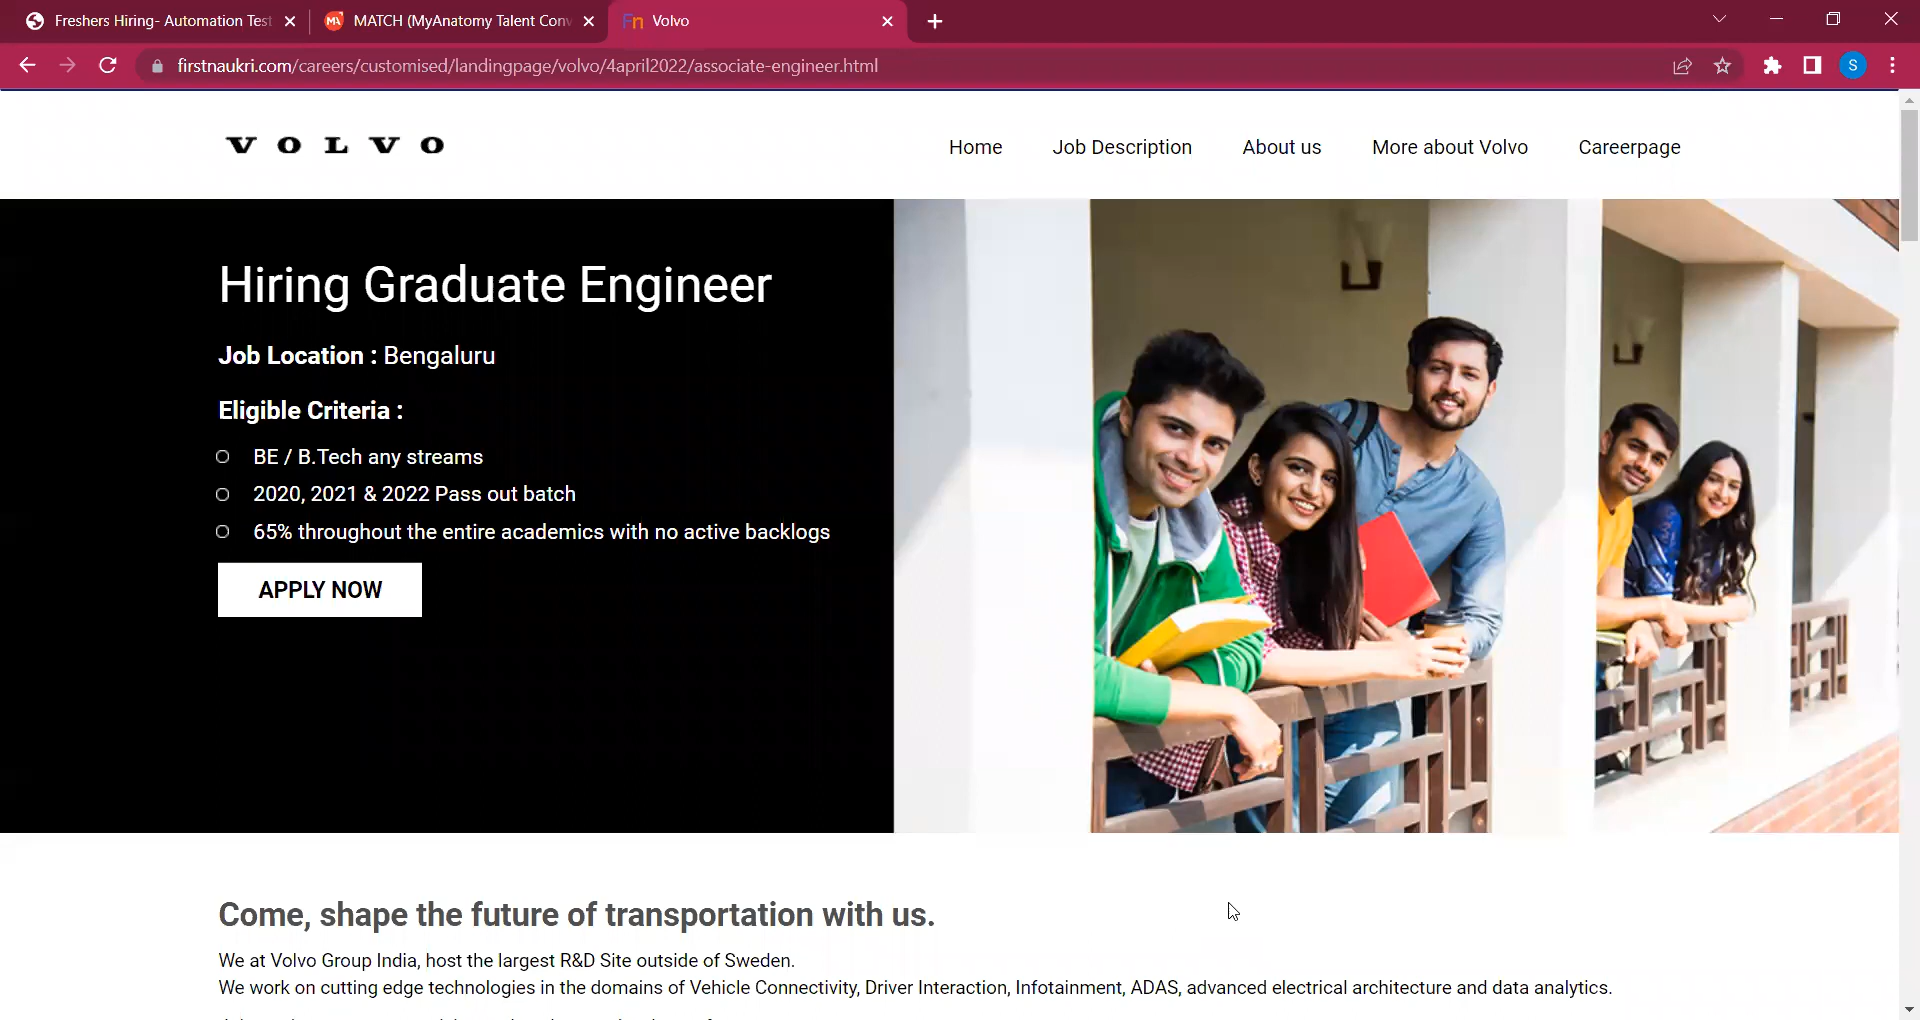 Freshers Hiring- Automation Test
MATCH (MyAnatomy Talent Conv
Fn Volvo
firstnaukri.com/careers/customised/landingpage/volvo/4april2022/associate-engineer.html
S
VOLVO
Home
Job Description
About us
More about Volvo
Careerpage
Hiring Graduate Engineer
Job Location : Bengaluru
Eligible Criteria :
BE / B.Tech any streams
2020, 2021 & 2022 Pass out batch
65% throughout the entire academics with no active backlogs
APPLY NOW
Come, shape the future of transportation with us.
We at Volvo Group India, host the largest R&D Site outside of Sweden.
We work on cutting edge technologies in the domains of Vehicle Connectivity, Driver Interaction, Infotainment, ADAS, advanced electrical architecture and data analytics.